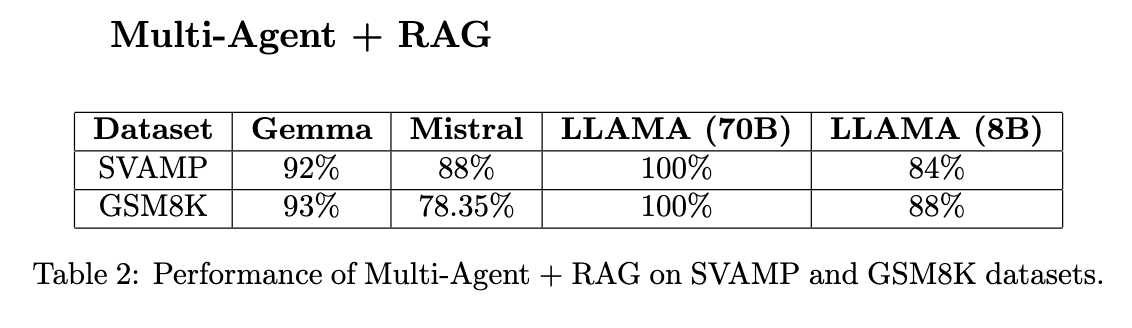 Multi-Agent + RAG
Dataset Gemma Mistral LLAMA (70B) LLAMA (8B)
SVAMP 92% 88% 100% 84%
GSM8K 93% 78.35% 100% 88%
Table 2: Performance of Multi-Agent + RAG on SVAMP and GSM8K datasets.